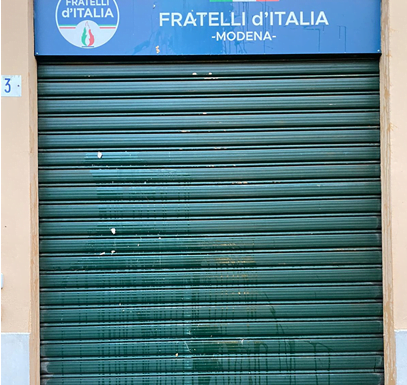 FRATELLI
d'ITALIA
FRATELLI d'ITALIA
-MODENA-
3